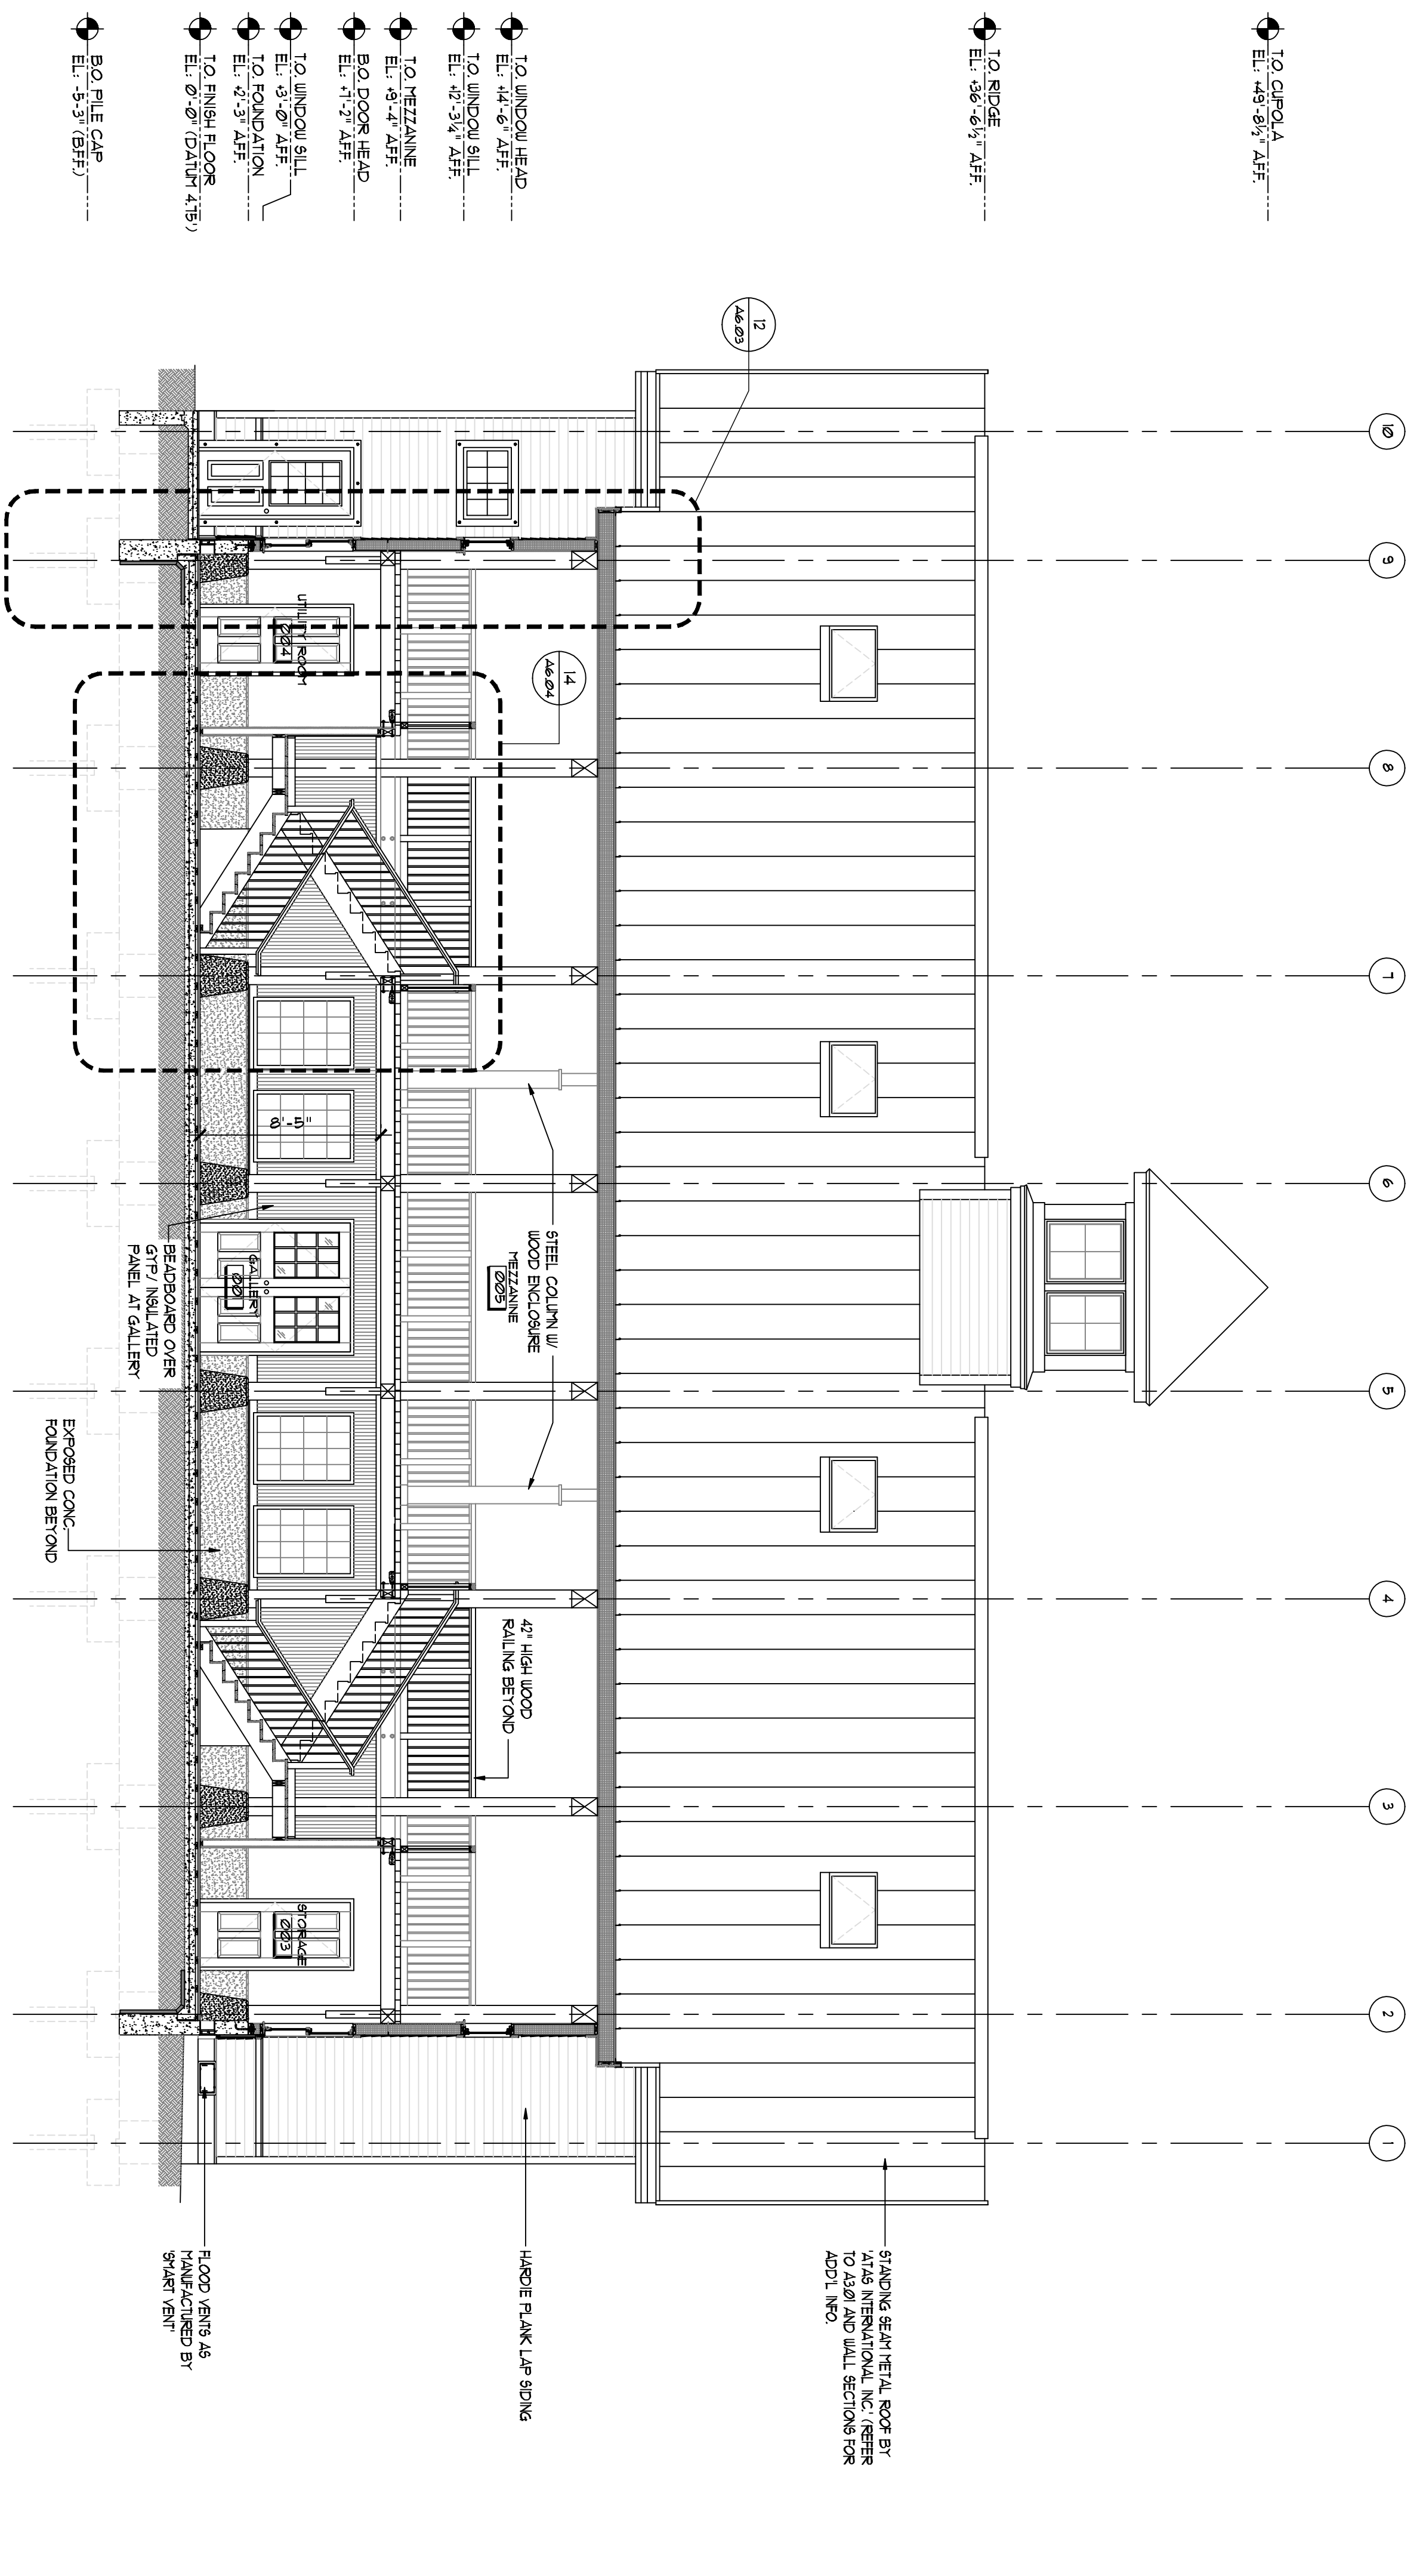 10
9
8
7
6
5
4
3
2
1
T.O. CUPOLA
EL: +49'-8½" A.F.F.
T.O. RIDGE
EL: +36'-6½" A.F.F.
T.O. WINDOW HEAD
EL: +14'-6" A.F.F.
T.O. WINDOW SILL
EL: +12'-3¼" A.F.F.
T.O. MEZZANINE
EL: +9'-4" A.F.F.
B.O. DOOR HEAD
EL: +7'-2" A.F.F.
T.O. WINDOW SILL
EL: +3'-0" A.F.F.
T.O. FOUNDATION
EL: +2'-3" A.F.F.
T.O. FINISH FLOOR
EL: 0'-0" (DATUM 4.75')
B.O. PILE CAP
EL: -5'-3" (B.F.F.)
12
A6.03
14
A6.04
UTILITY ROOM
004
8'-5"
STEEL COLUMN W/
WOOD ENCLOSURE
MEZZANINE
005
GALLERY
001
BEADBOARD OVER
GYP/ INSULATED
PANEL AT GALLERY
EXPOSED CONC.
FOUNDATION BEYOND
42" HIGH WOOD
RAILING BEYOND
STORAGE
003
STANDING SEAM METAL ROOF BY
'ATAS INTERNATIONAL INC.' (REFER
TO A3.01 AND WALL SECTIONS FOR
ADD'L INFO.
HARDIE PLANK LAP SIDING
FLOOD VENTS AS
MANUFACTURED BY
'SMART VENT'